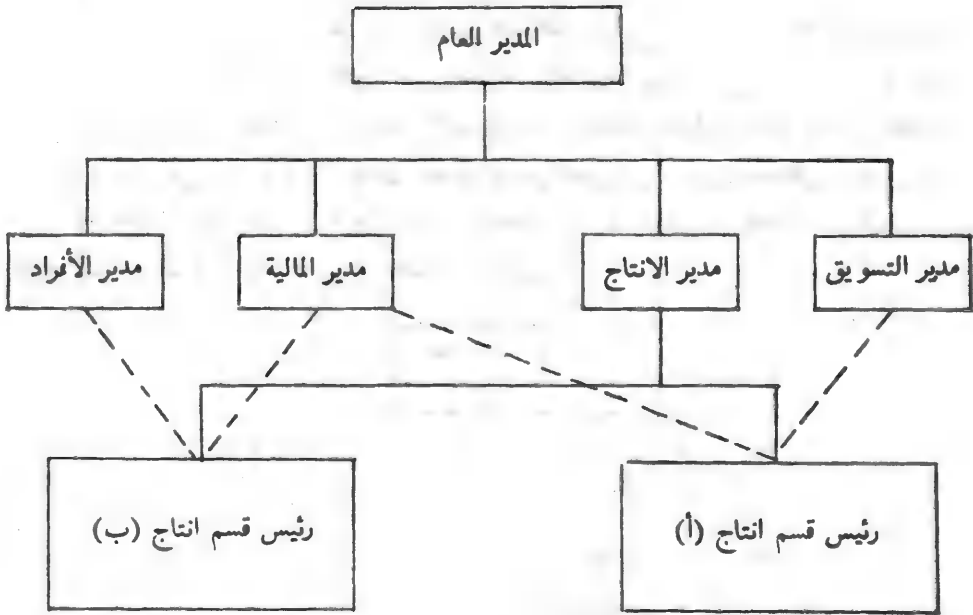 المدير العام
مدير التسويق
مدير الانتاج
مدير المالية
مدير الأفراد
رئيس قسم انتاج (أ)
رئيس قسم انتاج (ب)